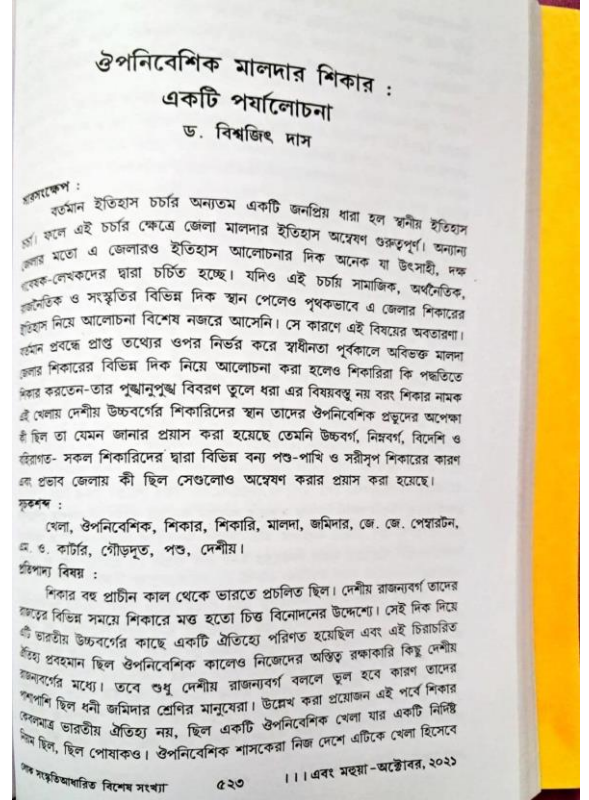 ঔপনিবেশিক মালদার শিকার :
একটি পর্যালোচনা
ড. বিশ্বজিৎ দাস
সারসংক্ষেপ :
বর্তমান ইতিহাস চর্চার অন্যতম একটি জনপ্রিয় ধারা হল স্থানীয় ইতিহাস
চর্চা। ফলে এই চর্চার ক্ষেত্রে জেলা মালদার ইতিহাস অন্বেষণ গুরুত্বপূর্ণ। অন্যান্য
জেলার মতো এ জেলারও ইতিহাস আলোচনার দিক অনেক যা উৎসাহী, দক্ষ
গবেষক-লেখকদের দ্বারা চর্চিত হচ্ছে। যদিও এই চর্চায় সামাজিক, অর্থনৈতিক,
রাজনৈতিক ও সংস্কৃতির বিভিন্ন দিক স্থান পেলেও পৃথকভাবে এ জেলার শিকারের
ইতিহাস নিয়ে আলোচনা বিশেষ নজরে আসেনি। সে কারণে এই বিষয়ের অবতারণা।
বর্তমান প্রবন্ধে প্রাপ্ত তথ্যের ওপর নির্ভর করে স্বাধীনতা পূর্বকালে অবিভক্ত মালদা
জেলার শিকারের বিভিন্ন দিক নিয়ে আলোচনা করা হলেও শিকারিরা কি পদ্ধতিতে
শিকার করতেন-তার পুঙ্খানুপুঙ্খ বিবরণ তুলে ধরা এর বিষয়বস্তু নয় বরং শিকার নামক
এই খেলায় দেশীয় উচ্চবর্গের শিকারিদের স্থান তাদের ঔপনিবেশিক প্রভুদের অপেক্ষা
কী ছিল তা যেমন জানার প্রয়াস করা হয়েছে তেমনি উচ্চবর্গ, নিম্নবর্গ, বিদেশি ও
বহিরাগত- সকল শিকারিদের দ্বারা বিভিন্ন বন্য পশু-পাখি ও সরীসৃপ শিকারের কারণ
এবং প্রভাব জেলায় কী ছিল সেগুলোও অন্বেষণ করার প্রয়াস করা হয়েছে।
সূচকশব্দ :
খেলা, ঔপনিবেশিক, শিকার, শিকারি, মালদা, জমিদার, জে. জে. পেম্বারটন,
ও. কার্টার, গৌড়দূত, পশু, দেশীয়।
প্রতিপাদ্য বিষয় :
শিকার বহু প্রাচীন কাল থেকে ভারতে প্রচলিত ছিল। দেশীয় রাজন্যবর্গ তাদের
রাজত্বের বিভিন্ন সময়ে শিকারে মত্ত হতো চিত্ত বিনোদনের উদ্দেশ্যে। সেই দিক দিয়ে
এটি ভারতীয় উচ্চবর্গের কাছে একটি ঐতিহ্যে পরিণত হয়েছিল এবং এই চিরাচরিত
ঐতিহ্য প্রবহমান ছিল ঔপনিবেশিক কালেও নিজেদের অস্তিত্ব রক্ষাকারি কিছু দেশীয়
রাজন্যবর্গের মধ্যে। তবে শুধু দেশীয় রাজন্যবর্গ বললে ভুল হবে কারণ তাদের
পাশাপাশি ছিল ধনী জমিদার শ্রেণির মানুষেরা। উল্লেখ করা প্রয়োজন এই পর্বে শিকার
কেবলমাত্র ভারতীয় ঐতিহ্য নয়, ছিল একটি ঔপনিবেশিক খেলা যার একটি নির্দিষ্ট
নিয়ম ছিল, ছিল পোষাকও। ঔপনিবেশিক শাসকেরা নিজ দেশে এটিকে খেলা হিসেবে
লোক সংস্কৃতিআধারিত বিশেষ সংখ্যা ৫২৩ ।।।এবং মহুয়া-অক্টোবর, ২০২১